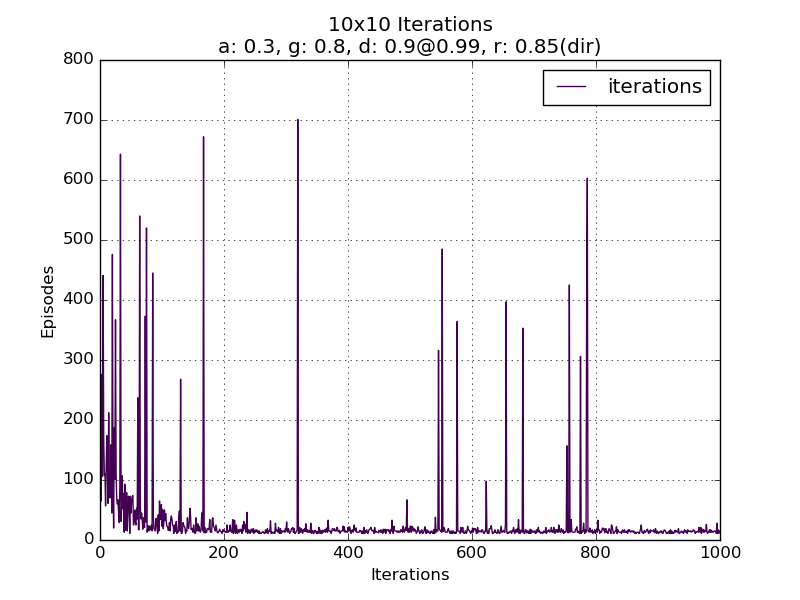 10x10 Iterations
a: 0.3, g: 0.8, d: 0.9@0.99, r: 0.85(dir)
iterations
800
700
600
500
400
300
200
100
0
Episodes
0 200 400 600 800 1000
Iterations